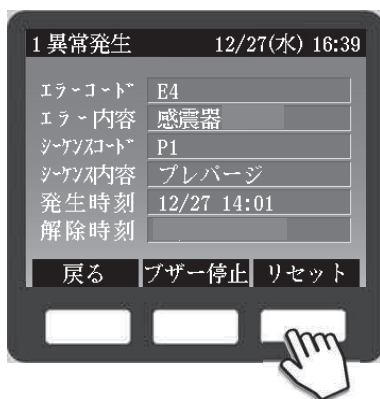 1 異常発生 12/27(水) 16:39
エラーコード E4
エラー内容 感震器
シーケンスコード P1
シーケンス内容 プレパージ
発生時刻 12/27 14:01
解除時刻
戻る ブザー停止 リセット